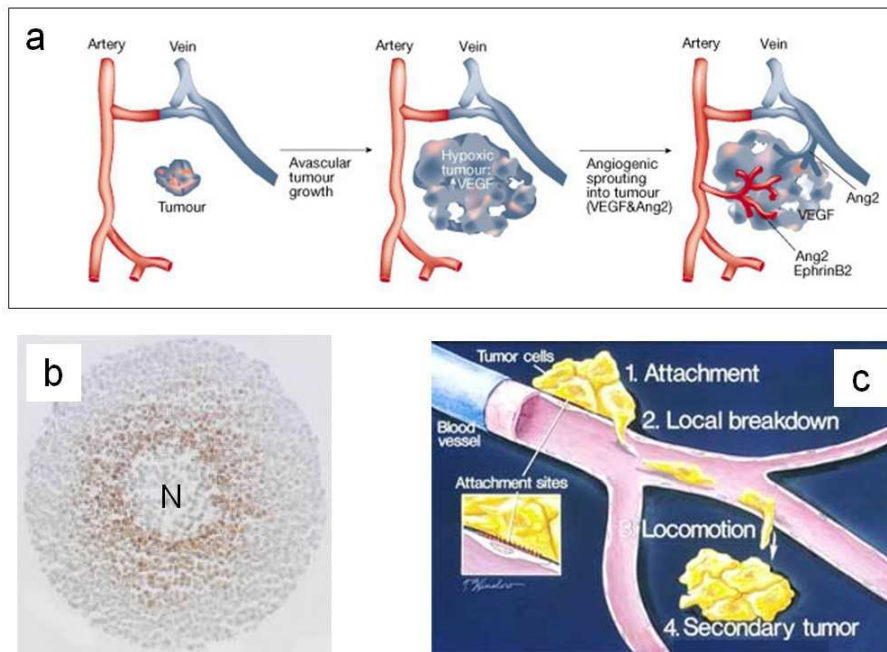 a
Artery
Vein
Tumour
Avascular
tumour
growth
Artery
Vein
Hypoxic
tumour:
↑VEGF
Angiogenic
sprouting
into tumour
(VEGF&Ang2)
Artery
Vein
VEGF
Ang2
Ang2
EphrinB2
b
N
c
Tumor cells
1. Attachment
2. Local breakdown
Blood
vessel
Attachment sites
3. Locomotion
4. Secondary tumor